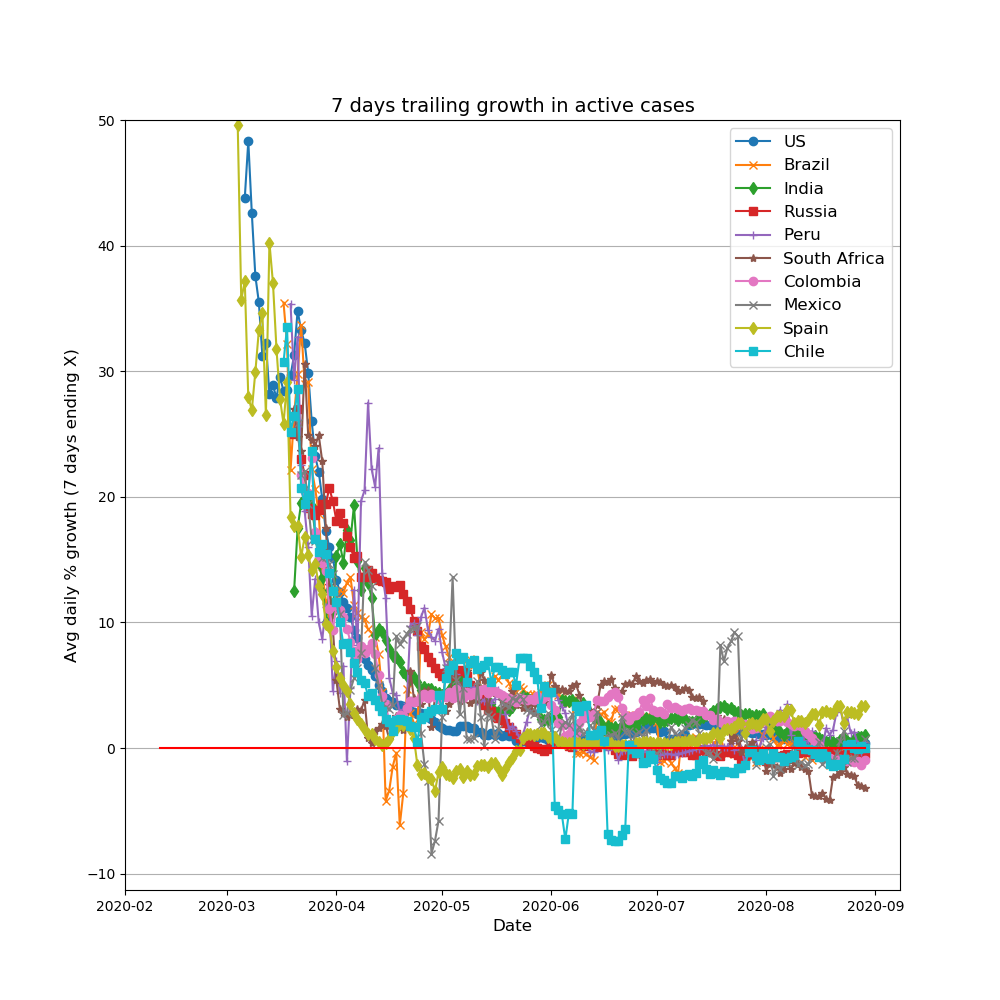 7 days trailing growth in active cases
Avg daily % growth (7 days ending X)
50
40
30
20
10
0
−10
US
Brazil
India
Russia
Peru
South Africa
Colombia
Mexico
Spain
Chile
2020-02 2020-03 2020-04 2020-05 2020-06 2020-07 2020-08 2020-09
Date